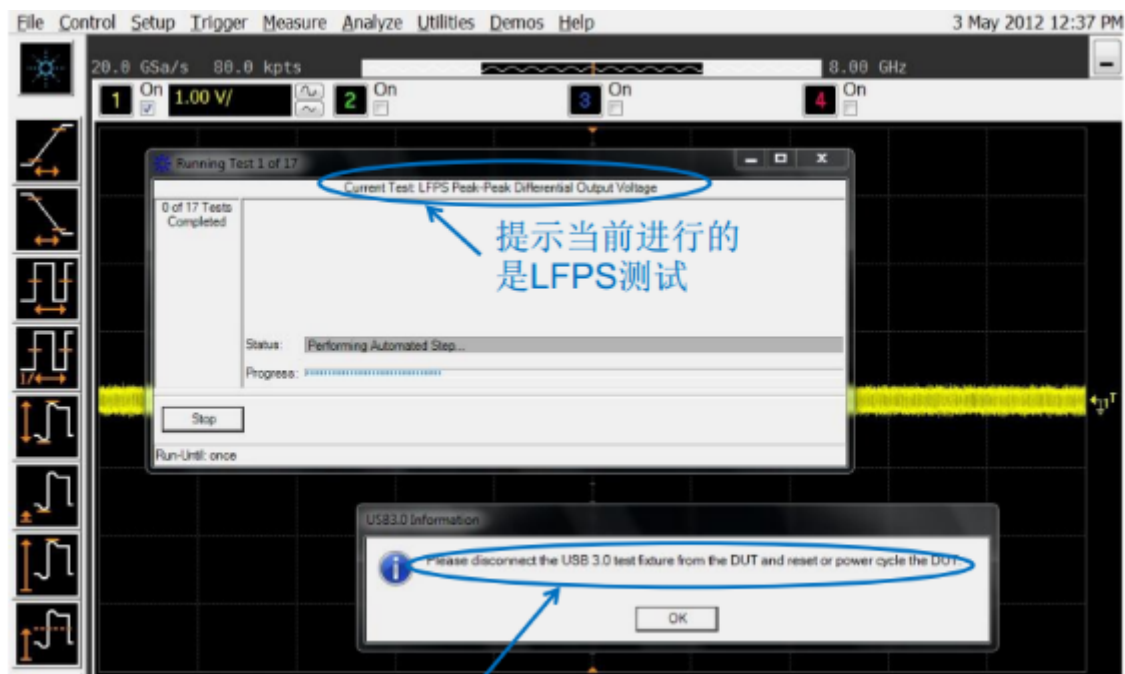 File Control Setup Trigger Measure Analyze Utilities Demos Help 3 May 2012 12:37 PM
20.0 GSa/s 80.0 kpts 8.00 GHz
1 On 1.00 V/ 2 On 3 On 4 On
Running Test 1 of 17
Current Test: LFPS Peak-Peak Differential Output Voltage
0 of 17 Tests
Completed
提示当前进行的
是LFPS测试
Status: Performing Automated Step...
Progress:
Stop
Run-Until: once
T
USB3.0 Information
Please disconnect the USB 3.0 test fixture from the DUT and reset or power cycle the DUT.
OK
1/